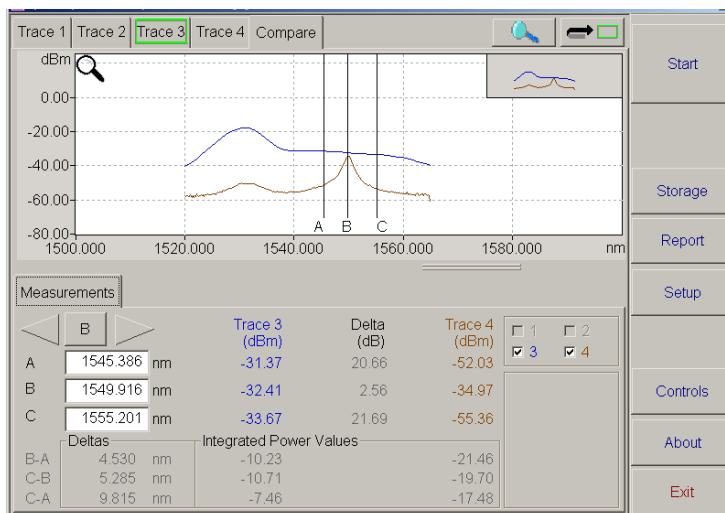 Trace 1 Trace 2 Trace 3 Trace 4 Compare
dBm
0.00
-20.00
-40.00
-60.00
-80.00
A B C
1500.000 1520.000 1540.000 1560.000 1580.000 nm
Start
Storage
Report
Setup
Controls
About
Exit
Measurements
B Trace 3 (dBm) Delta (dB) Trace 4 (dBm) 1 2
3 4
A 1545.386 nm -31.37 20.66 -52.03
B 1549.916 nm -32.41 2.56 -34.97
C 1555.201 nm -33.67 21.69 -55.36
Deltas Integrated Power Values
B-A 4.530 nm -10.23 -21.46
C-B 5.285 nm -10.71 -19.70
C-A 9.815 nm -7.46 -17.48